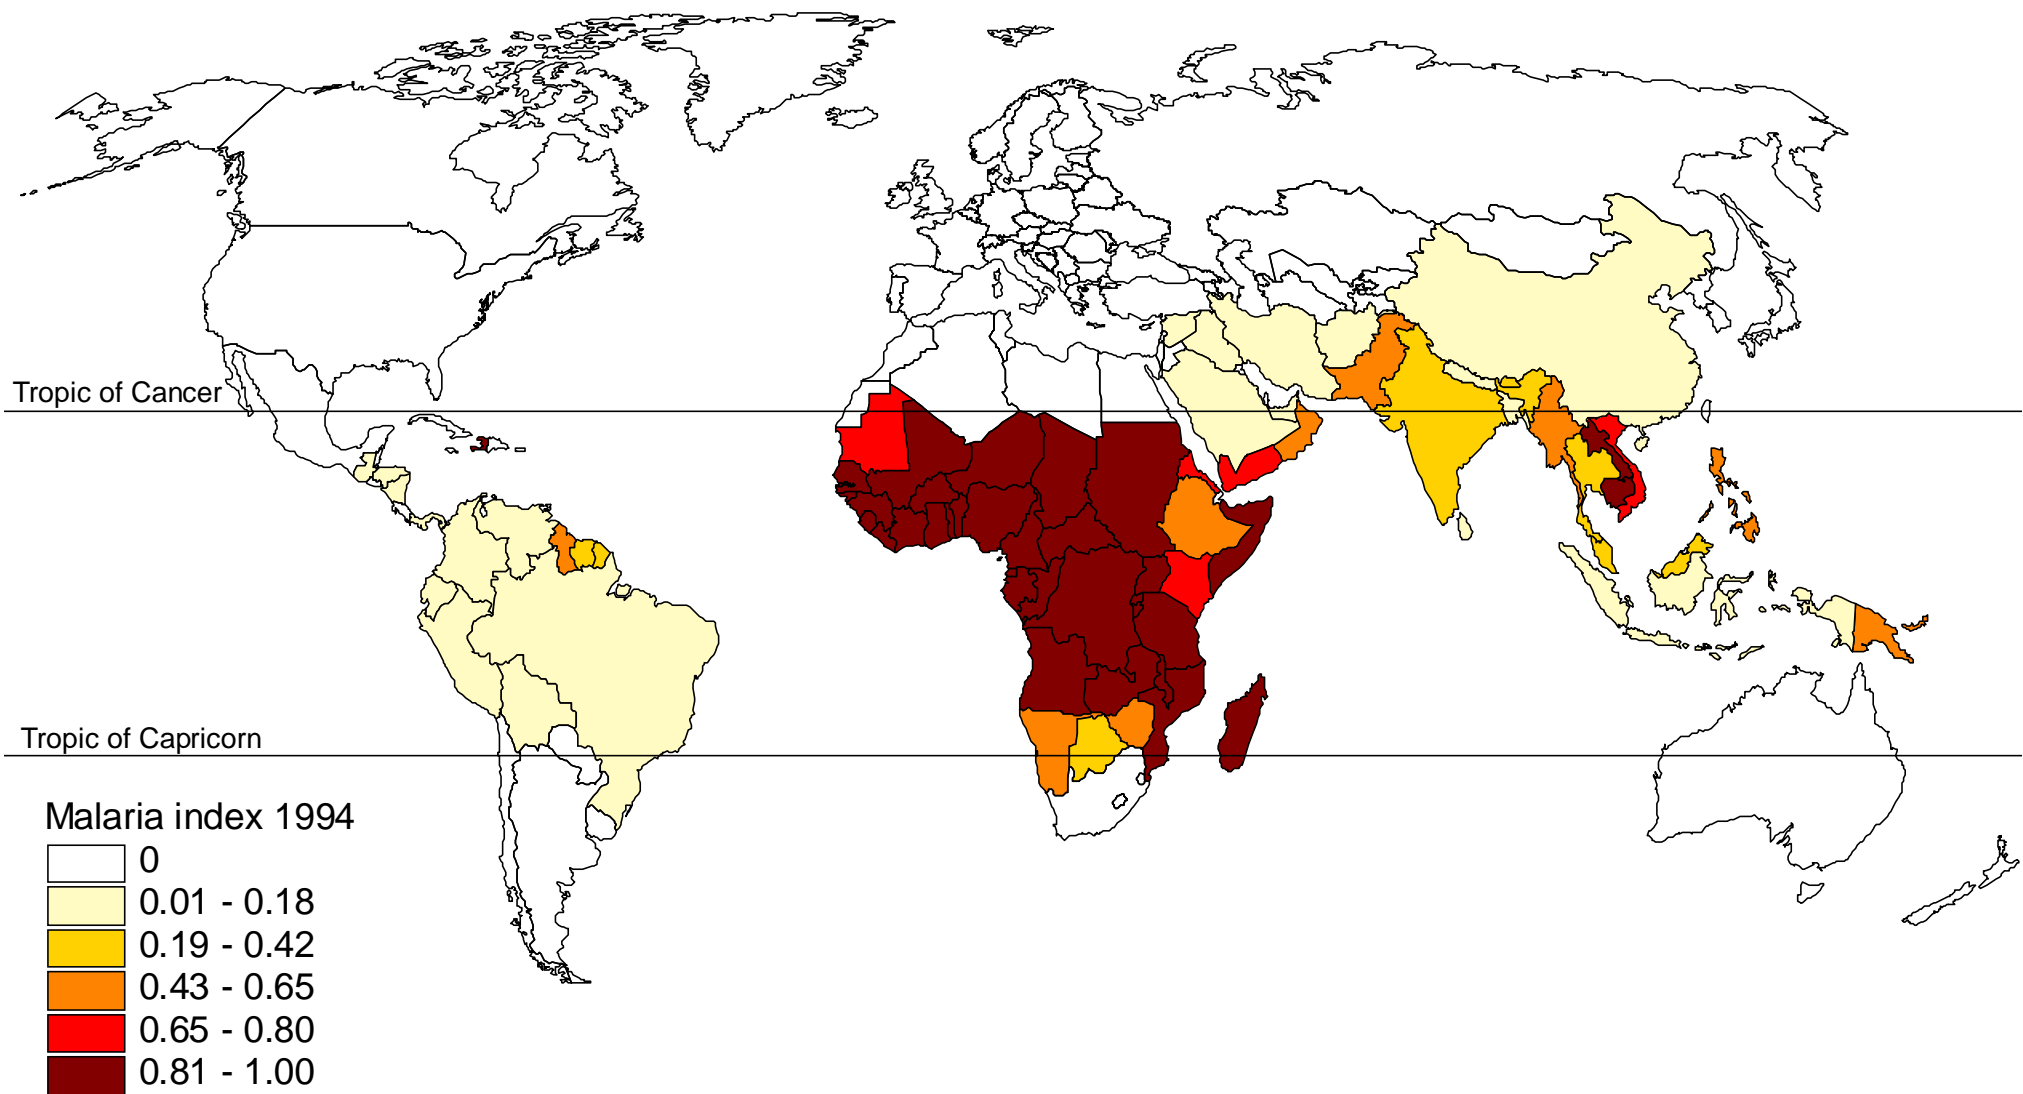 Tropic of Cancer
Tropic of Capricorn
Malaria index 1994
0
0.01 - 0.18
0.19 - 0.42
0.43 - 0.65
0.65 - 0.80
0.81 - 1.00